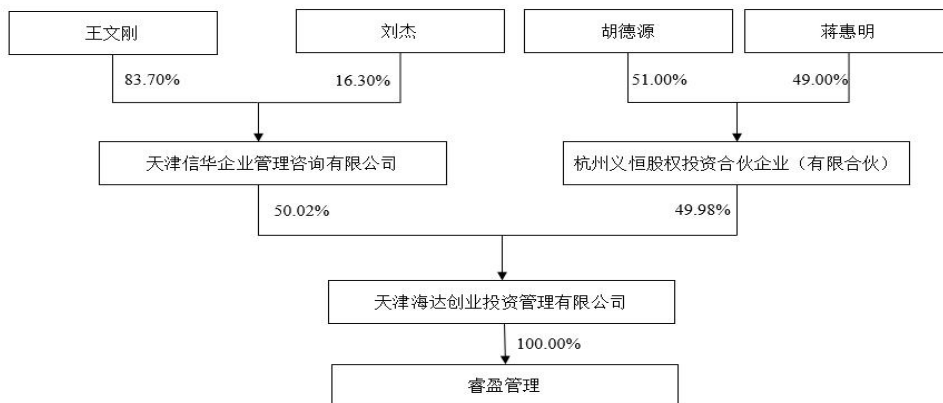 王文刚
刘杰
胡德源
蒋惠明
83.70%
16.30%
51.00%
49.00%
天津信华企业管理咨询有限公司
杭州义恒股权投资合伙企业（有限合伙）
50.02%
49.98%
天津海达创业投资管理有限公司
100.00%
睿盈管理